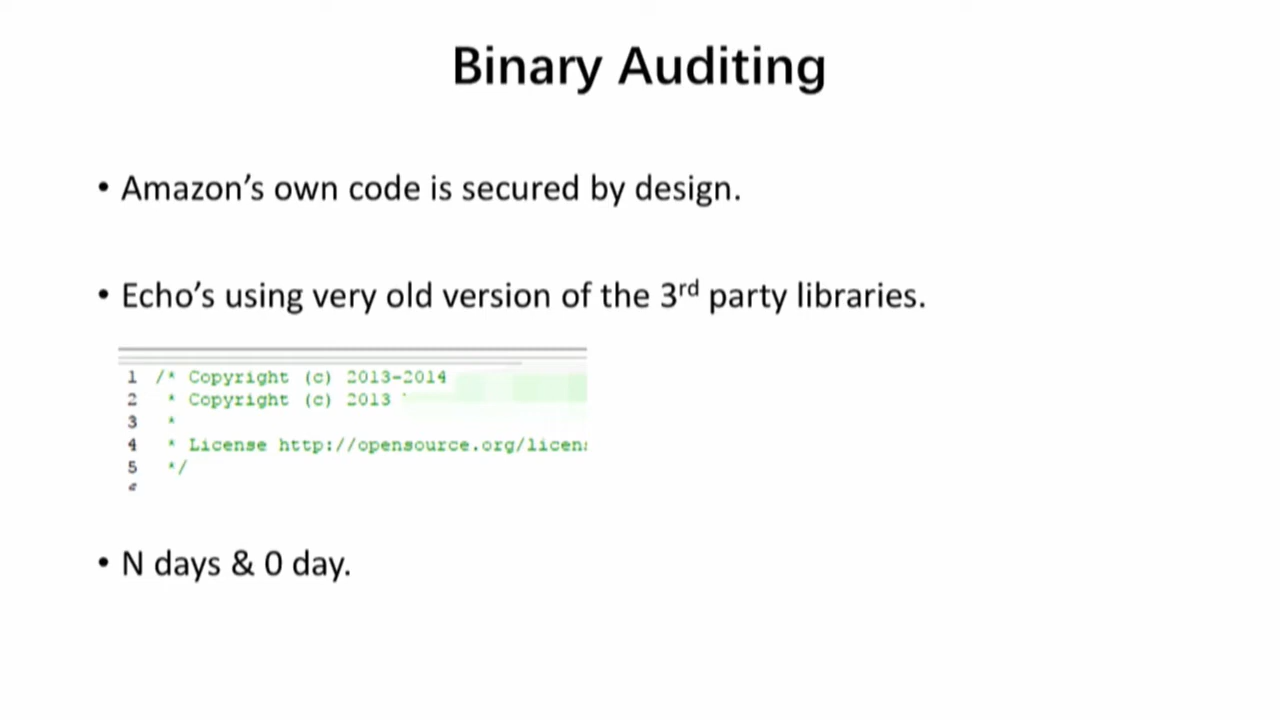 Binary Auditing
• Amazon’s own code is secured by design.
• Echo’s using very old version of the 3rd party libraries.
1 /* Copyright (c) 2013-2014
2 * Copyright (c) 2013
3 *
4 * License http://opensource.org/licen
5 */
• N days & 0 day.